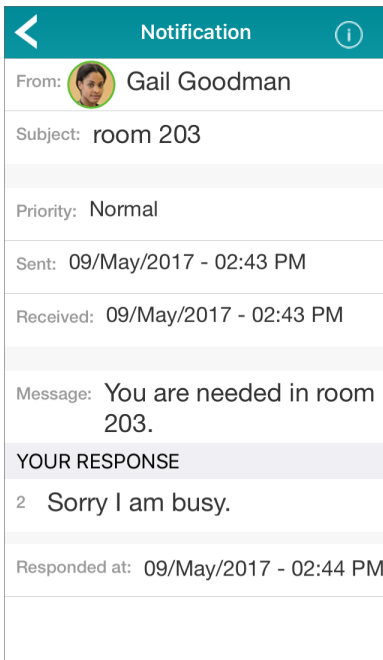 Notification
From: Gail Goodman
Subject: room 203
Priority: Normal
Sent: 09/May/2017 - 02:43 PM
Received: 09/May/2017 - 02:43 PM
Message: You are needed in room
203.
YOUR RESPONSE
2 Sorry I am busy.
Responded at: 09/May/2017 - 02:44 PM